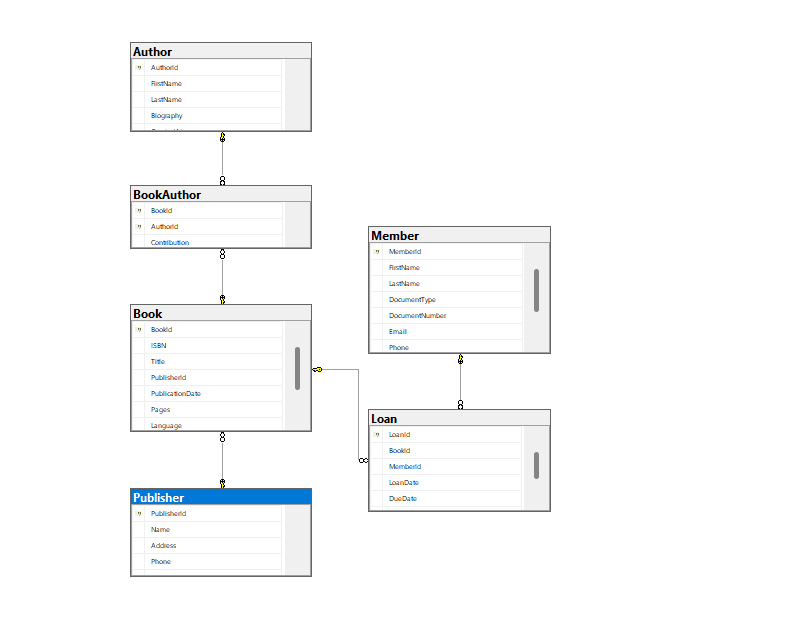 Author
AuthorId
FirstName
LastName
Biography
BookAuthor
BookId
AuthorId
Contribution
Book
BookId
ISBN
Title
PublisherId
PublicationDate
Pages
Language
Publisher
PublisherId
Name
Address
Phone
Member
MemberId
FirstName
LastName
DocumentType
DocumentNumber
Email
Phone
Loan
LoanId
BookId
MemberId
LoanDate
DueDate